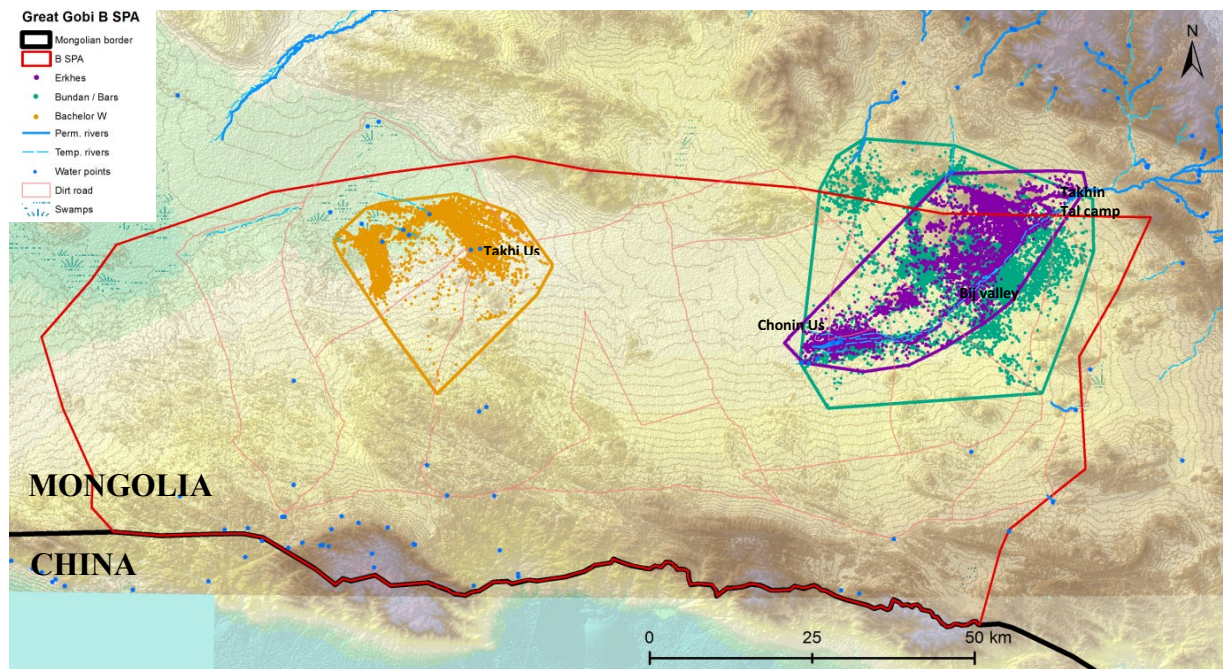 Great Gobi B SPA
Mongolian border
B SPA
Erkhes
Bundan / Bars
Bachelor W
Perm. rivers
Temp. rivers
Water points
Dirt road
Swamps
N
Takhin
Tal camp
Takhi Us
Bij valley
Chonin Us
MONGOLIA
CHINA
0 25 50 km